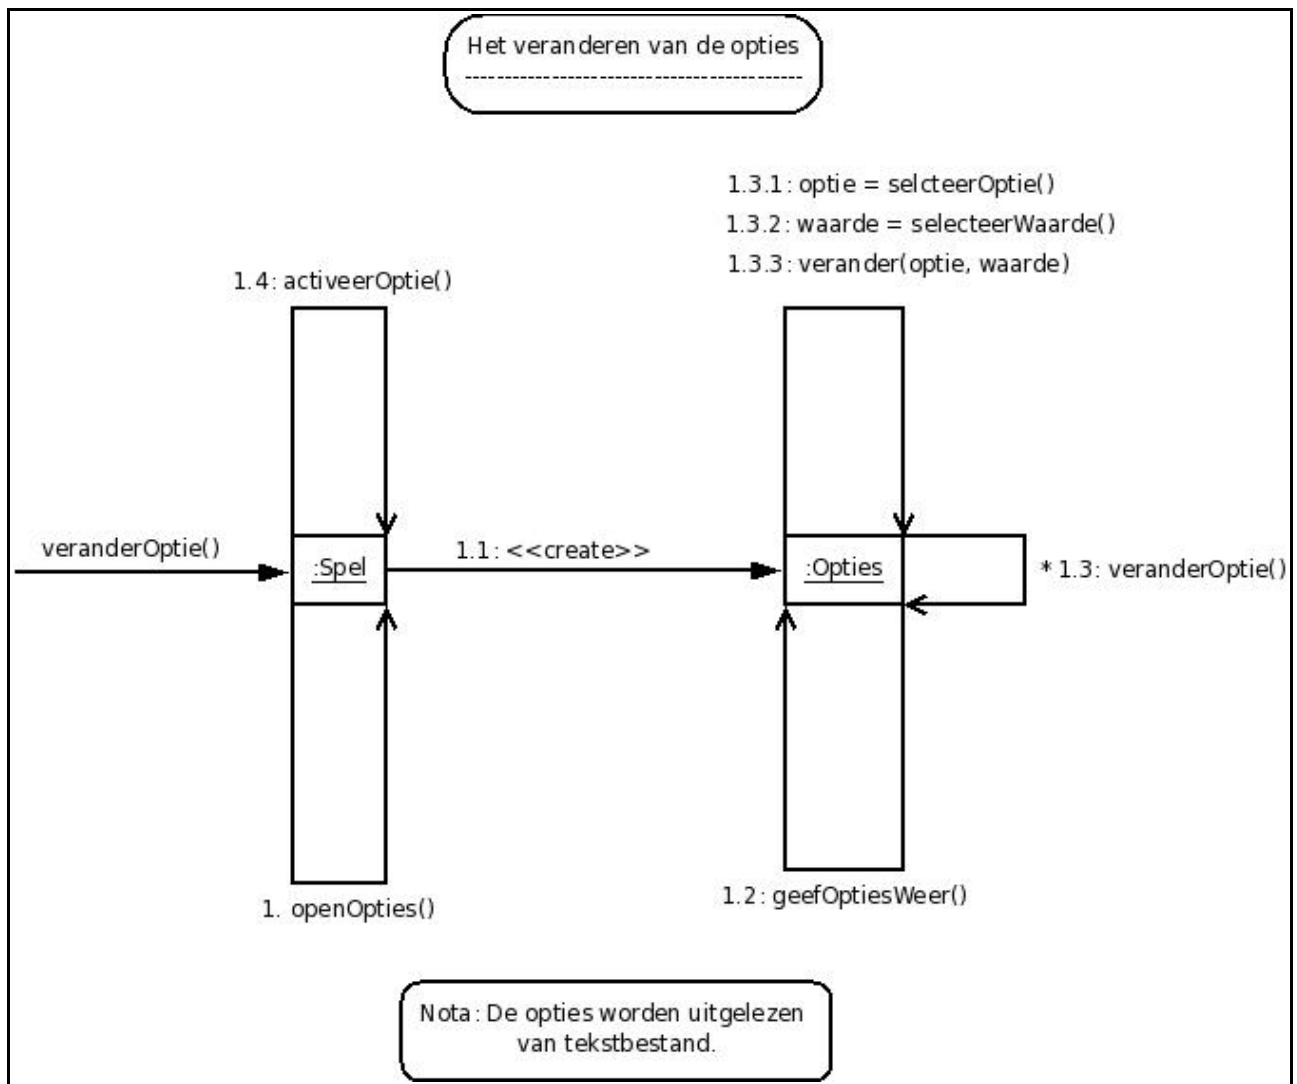 Het veranderen van de opties
------------------------------------------
1.3.1: optie = selcteerOptie()
1.3.2: waarde = selecteerWaarde()
1.3.3: verander(optie, waarde)
1.4: activeerOptie()
veranderOptie()
:Spel
1.1: <<create>>
:Opties
* 1.3: veranderOptie()
1. openOpties()
1.2: geefOptiesWeer()
Nota: De opties worden uitgelezen
van tekstbestand.